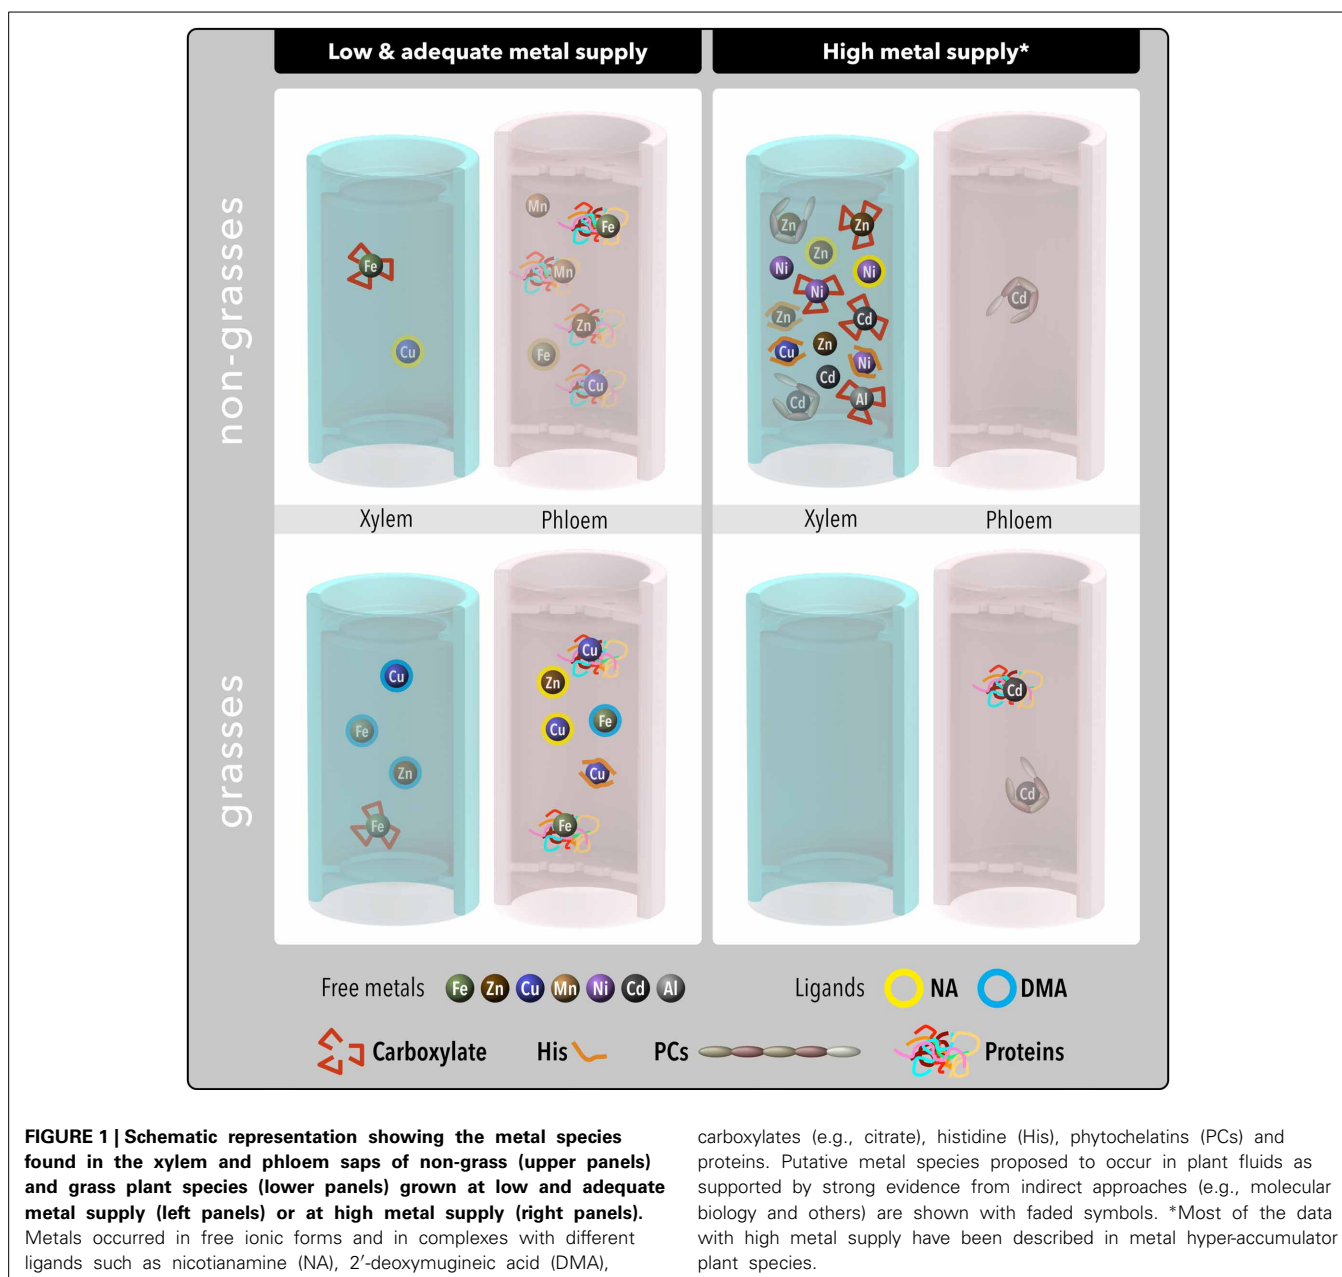 Low & adequate metal supply
High metal supply*
non-grasses
Mn
Fe
Mn
Zn
Fe
Cu
Fe
Cu
Zn
Zn
Zn
Ni
Ni
Ni
Zn
Cd
Cu
Zn
Ni
Cd
Cd
Al
Cd
Xylem
Phloem
Xylem
Phloem
grasses
Cu
Fe
Zn
Fe
Cu
Zn
Cu
Fe
Cu
Fe
Cd
Cd
Free metals Fe Zn Cu Mn Ni Cd Al
Ligands NA DMA
Carboxylate His PCs Proteins
FIGURE 1 | Schematic representation showing the metal species
found in the xylem and phloem saps of non-grass (upper panels)
and grass plant species (lower panels) grown at low and adequate
metal supply (left panels) or at high metal supply (right panels).
Metals occurred in free ionic forms and in complexes with different
ligands such as nicotianamine (NA), 2′-deoxymugineic acid (DMA),
carboxylates (e.g., citrate), histidine (His), phytochelatins (PCs) and
proteins. Putative metal species proposed to occur in plant fluids as
supported by strong evidence from indirect approaches (e.g., molecular
biology and others) are shown with faded symbols. *Most of the data
with high metal supply have been described in metal hyper-accumulator
plant species.